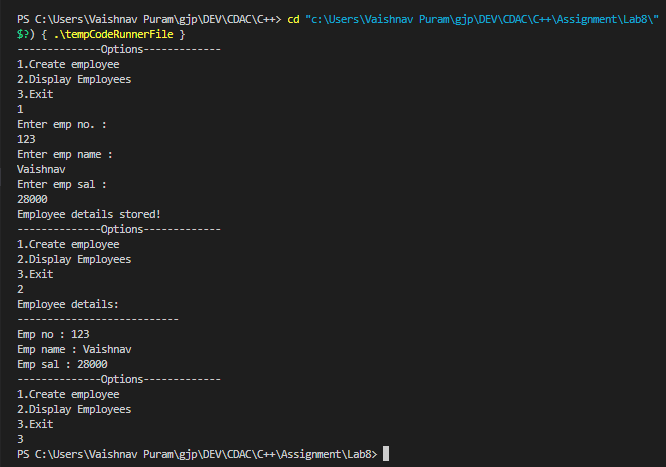 PS C:\Users\Vaishnav Puram\gjp\DEV\CDAC\C++> cd "c:\Users\Vaishnav Puram\gjp\DEV\CDAC\C++\Assignment\Lab8\"
$?) { .\tempCodeRunnerFile }
--------------Options-------------
1.Create employee
2.Display Employees
3.Exit
1
Enter emp no. :
123
Enter emp name :
Vaishnav
Enter emp sal :
28000
Employee details stored!
--------------Options-------------
1.Create employee
2.Display Employees
3.Exit
2
Employee details:
---------------------------
Emp no : 123
Emp name : Vaishnav
Emp sal : 28000
--------------Options-------------
1.Create employee
2.Display Employees
3.Exit
3
PS C:\Users\Vaishnav Puram\gjp\DEV\CDAC\C++\Assignment\Lab8>